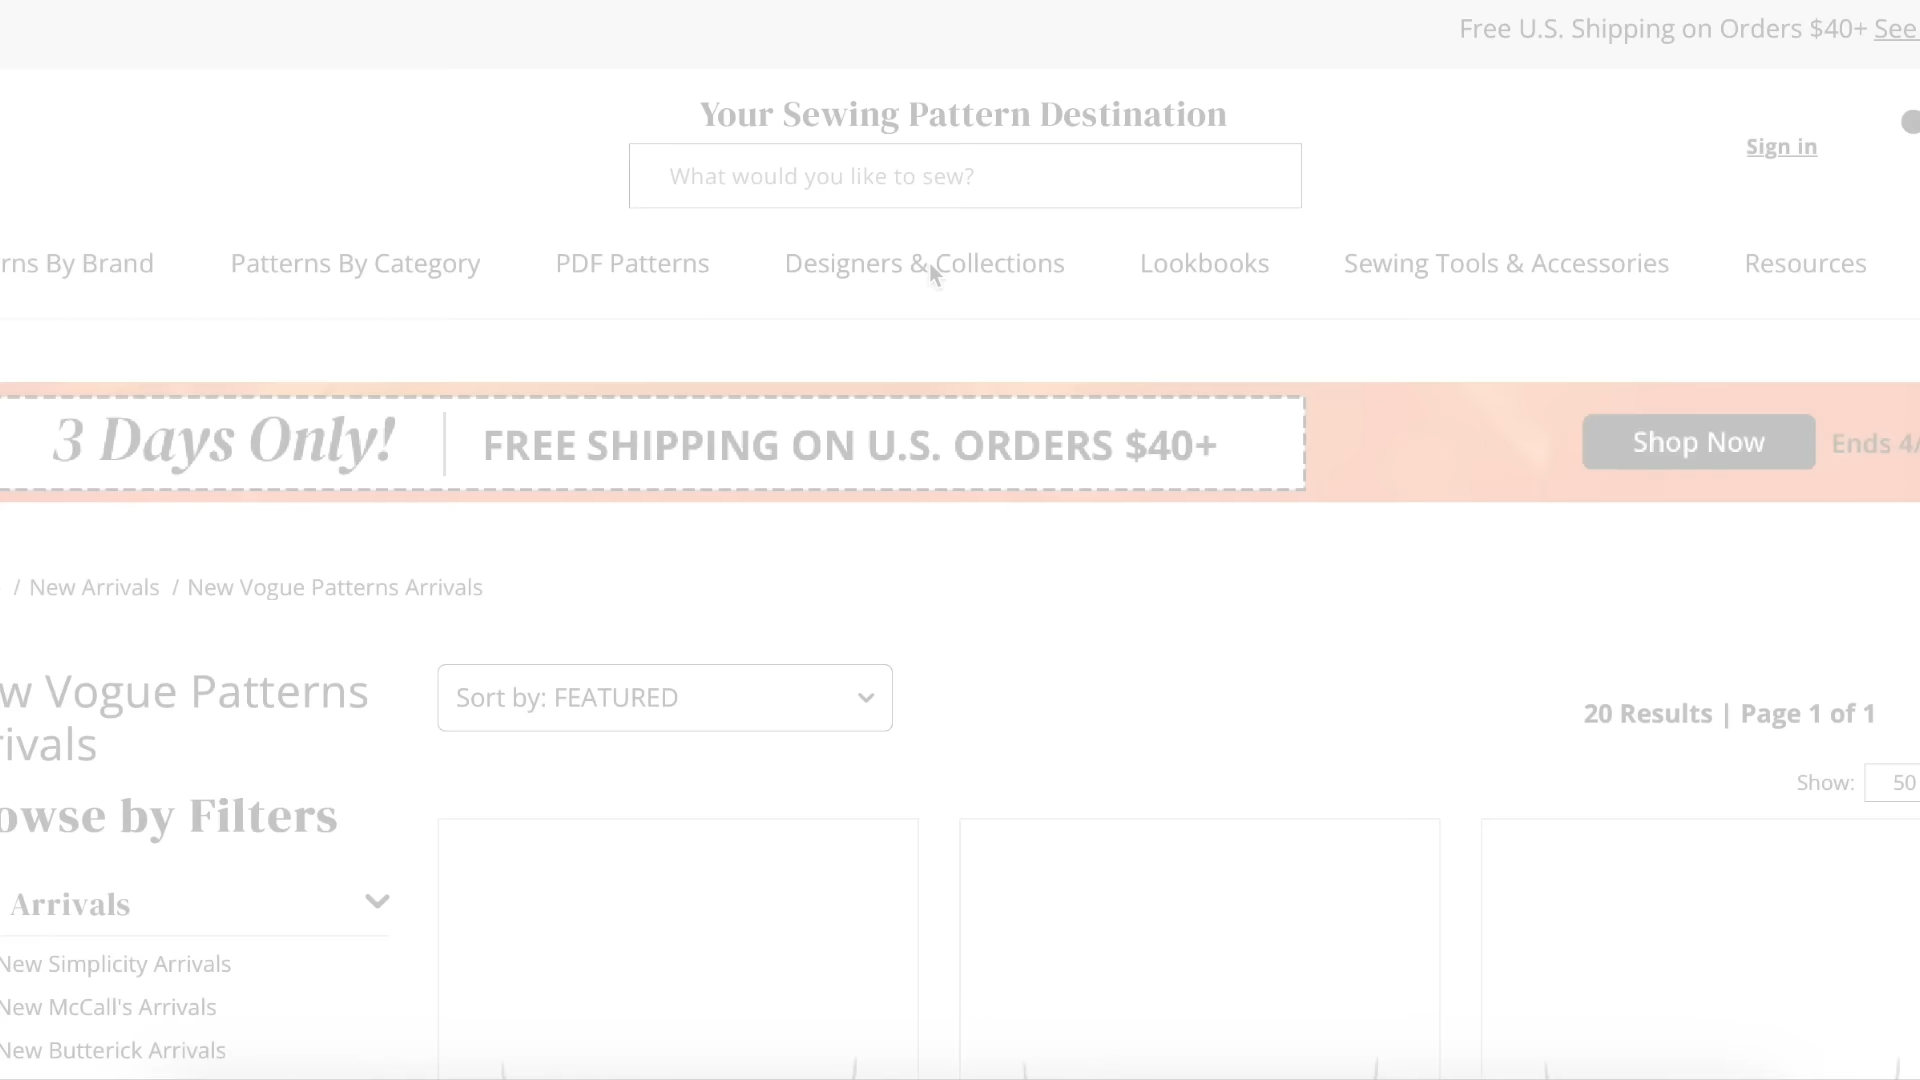 Free U.S. Shipping on Orders $40+ See
Your Sewing Pattern Destination
What would you like to sew?
Sign in
rns By Brand
Patterns By Category
PDF Patterns
Designers & Collections
Lookbooks
Sewing Tools & Accessories
Resources
3 Days Only!
FREE SHIPPING ON U.S. ORDERS $40+
Shop Now
Ends 4/
/ New Arrivals / New Vogue Patterns Arrivals
w Vogue Patterns
rivals
Sort by: FEATURED
20 Results | Page 1 of 1
Show: 50
owse by Filters
Arrivals
New Simplicity Arrivals
New McCall's Arrivals
New Butterick Arrivals